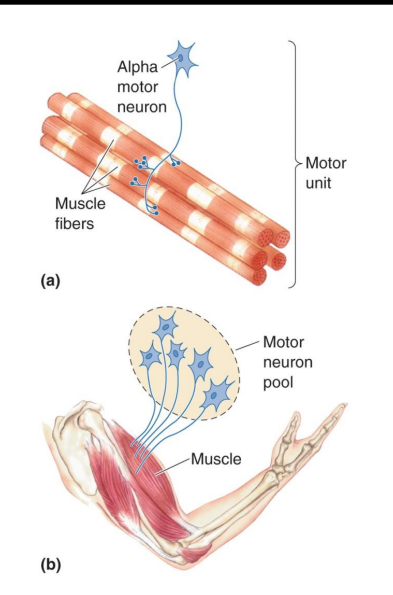 Alpha
motor
neuron
Motor
unit
Muscle
fibers
(a)
Motor
neuron
pool
Muscle
(b)